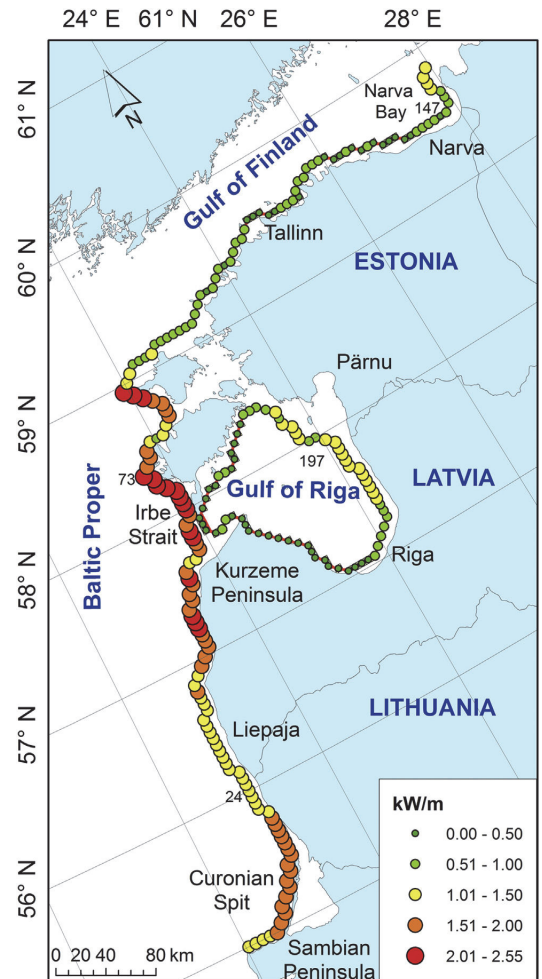 24° E 61° N 26° E 28° E
61° N
60° N
59° N
58° N
57° N
56° N
N
Narva
Bay
147
Narva
Gulf of Finland
Tallinn
ESTONIA
Pärnu
197
LATVIA
73
Gulf of Riga
Irbe
Strait
Baltic Proper
Riga
Kurzeme
Peninsula
LITHUANIA
Liepaja
24
Curonian
Spit
Sambian
Peninsula
kW/m
0.00 - 0.50
0.51 - 1.00
1.01 - 1.50
1.51 - 2.00
2.01 - 2.55
0 20 40 80 km